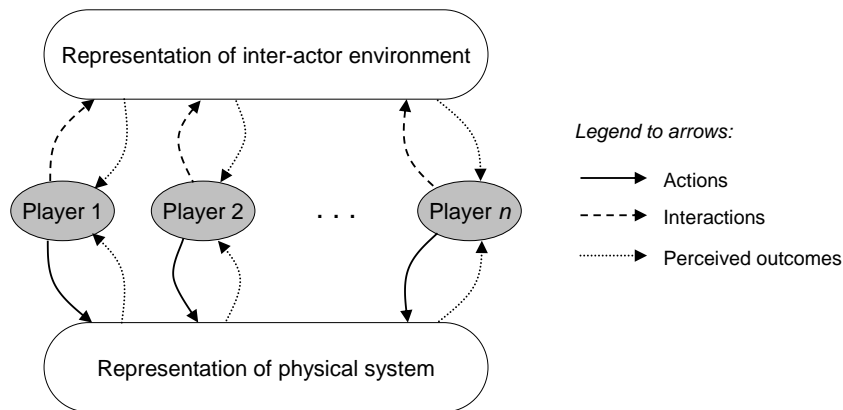 Representation of inter-actor environment
Legend to arrows:
Actions
Player 1 Player 2 . . . Player n
Interactions
Perceived outcomes
Representation of physical system